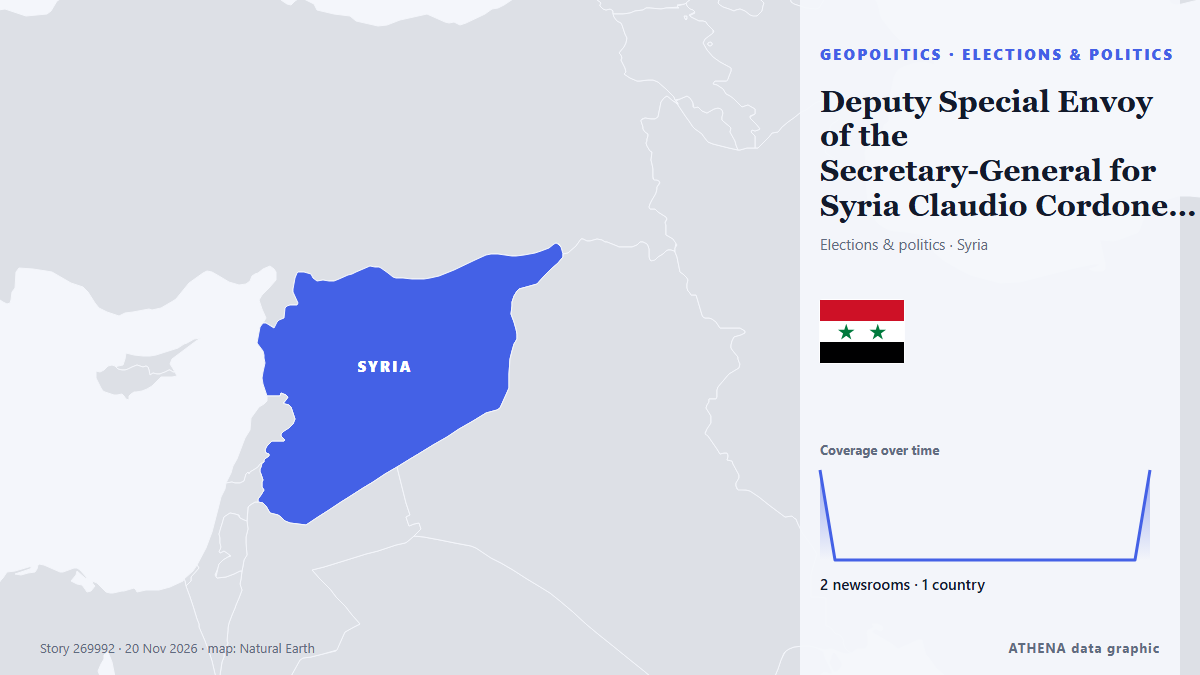 GEOPOLITICS · ELECTIONS & POLITICS
Deputy Special Envoy
of the
Secretary-General for
Syria Claudio Cordone...
Elections & politics · Syria
SYRIA
Coverage over time
2 newsrooms · 1 country
Story 269992 · 20 Nov 2026 · map: Natural Earth
ATHENA data graphic